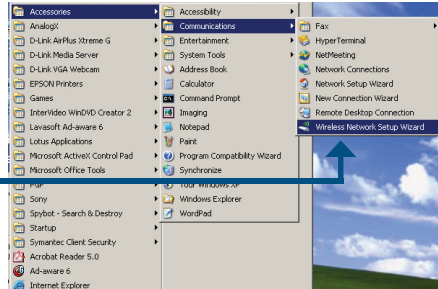 Accessories
AnalogX
D-Link AirPlus Xtreme G
D-Link Media Server
D-Link VGA Webcam
EPSON Printers
Games
InterVideo WinDVD Creator 2
Lavasoft Ad-aware 6
Lotus Applications
Microsoft ActiveX Control Pad
Microsoft Office Tools
PGP
Sony
Spybot - Search & Destroy
Startup
Symantec Client Security
Acrobat Reader 5.0
Ad-aware 6
Internet Explorer
Accessibility
Communications
Entertainment
System Tools
Address Book
Calculator
Command Prompt
Imaging
Notepad
Paint
Program Compatibility Wizard
Synchronize
Tour Windows XP
Windows Explorer
WordPad
Fax
HyperTerminal
NetMeeting
Network Connections
Network Setup Wizard
New Connection Wizard
Remote Desktop Connection
Wireless Network Setup Wizard